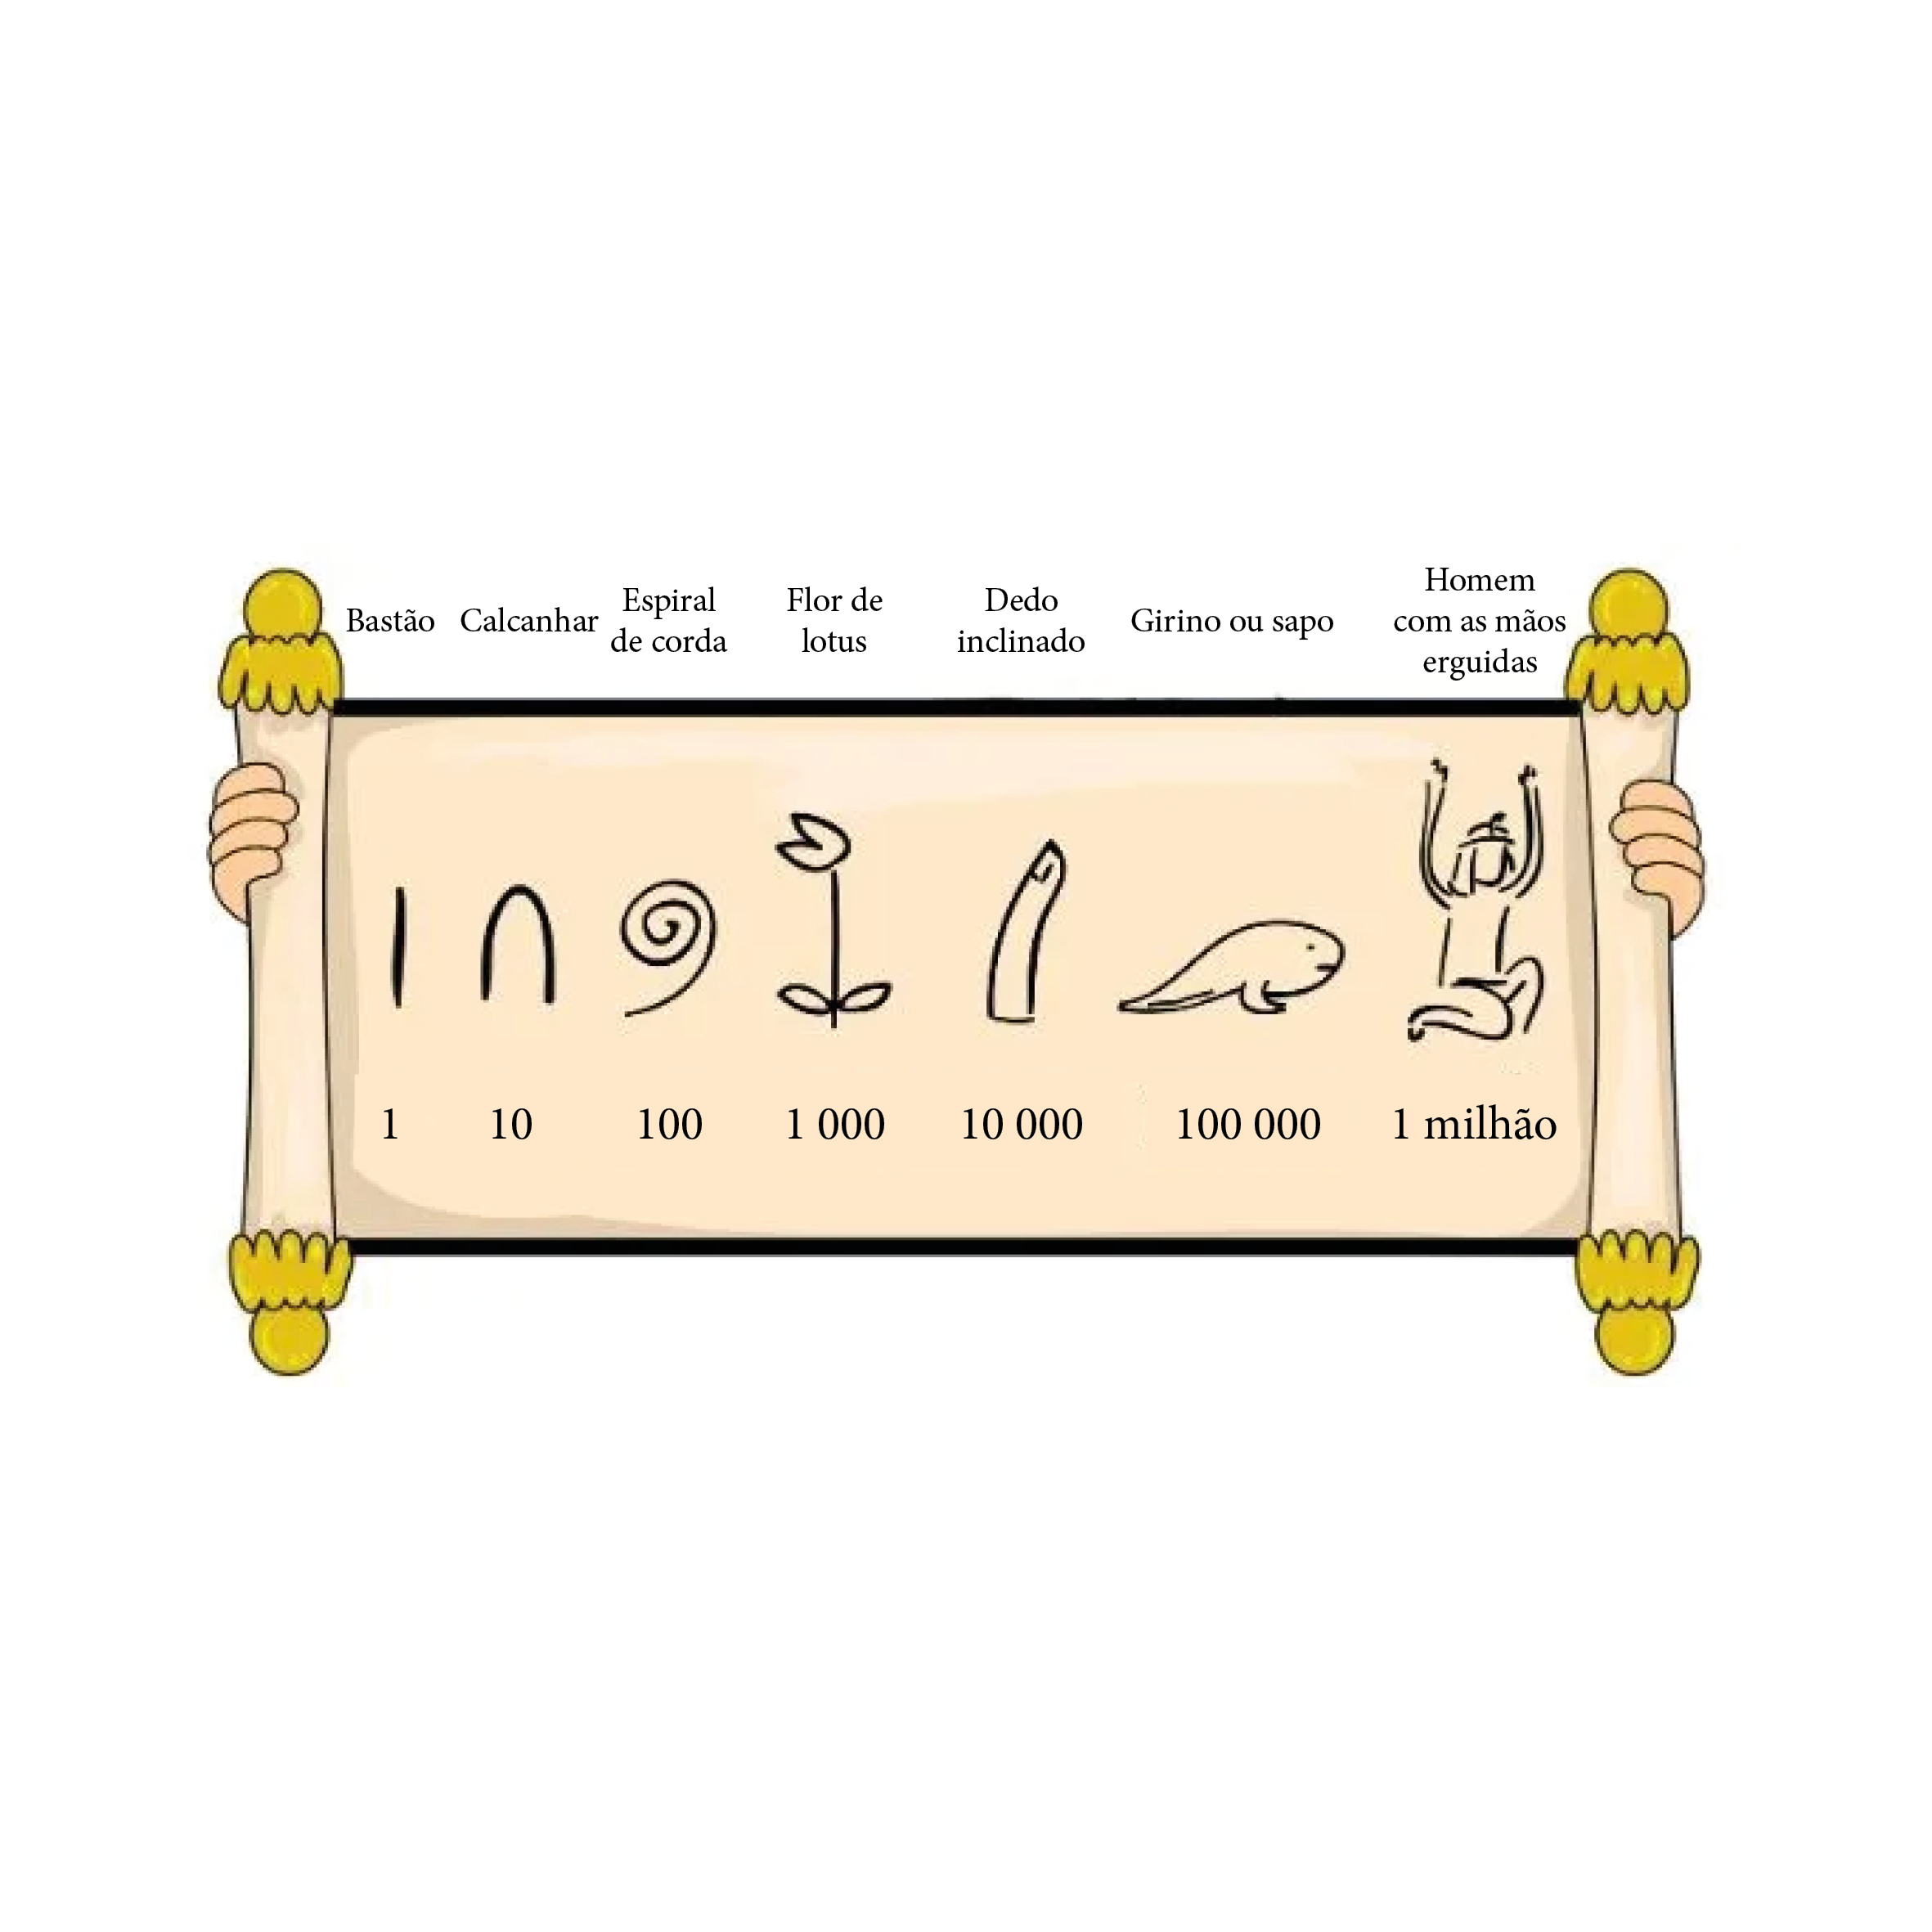 Bastão
Calcanhar
Espiral
de corda
Flor de
lotus
Dedo
inclinado
Girino ou sapo
Homem
com as mãos
erguidas
1
10
100
1 000
10 000
100 000
1 milhão